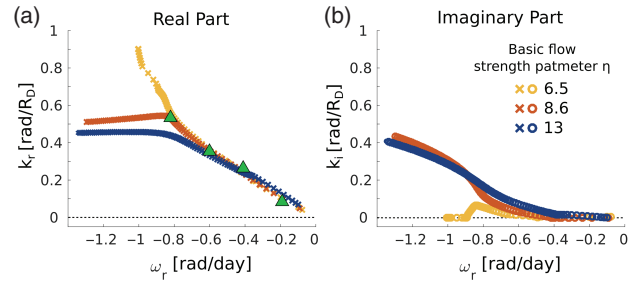 (a)
Real Part
1
0.8
0.6
0.4
0.2
0
k_r [rad/R_D]
−1.2
−1
−0.8
−0.6
−0.4
−0.2
0
ω_r [rad/day]
(b)
Imaginary Part
1
0.8
0.6
0.4
0.2
0
k_i [rad/R_D]
−1.2
−1
−0.8
−0.6
−0.4
−0.2
0
ω_r [rad/day]
Basic flow
strength patmeter η
6.5
8.6
13